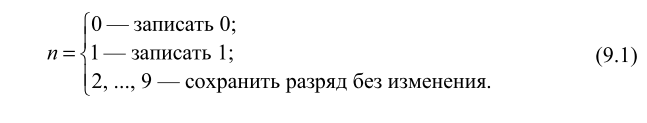 0 — записать 0;
n = 1 — записать 1; (9.1)
2, ..., 9 — сохранить разряд без изменения.